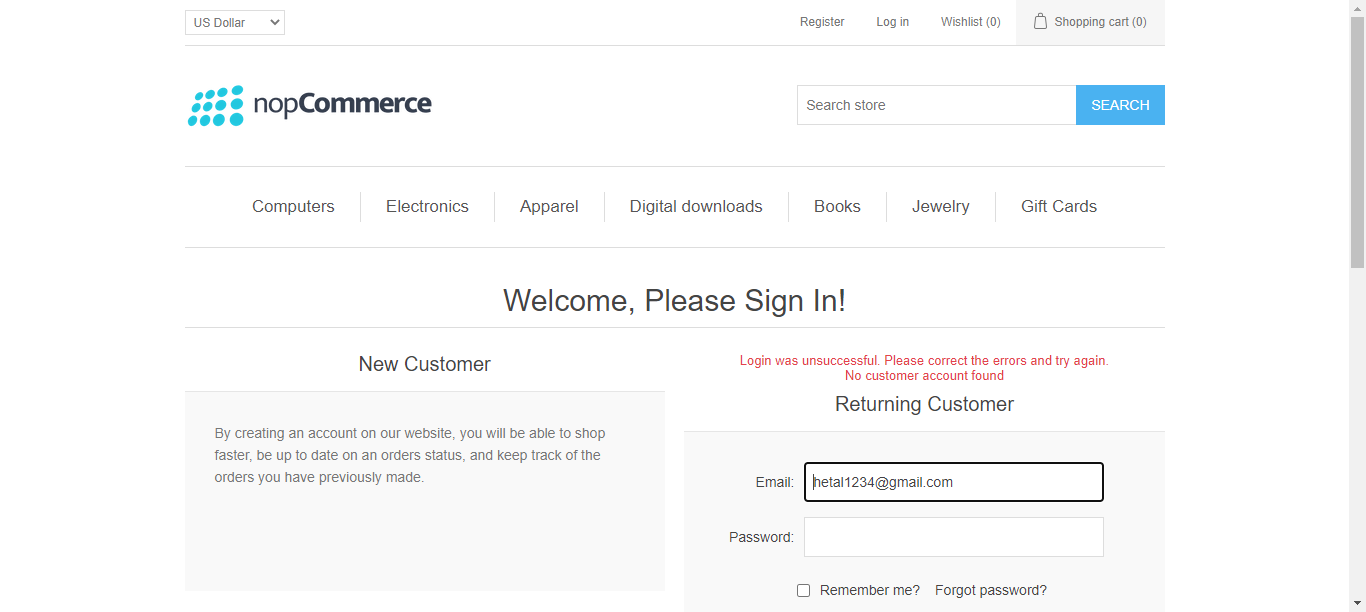 US Dollar Register Log in Wishlist (0) Shopping cart (0)
nopCommerce Search store SEARCH
Computers Electronics Apparel Digital downloads Books Jewelry Gift Cards
Welcome, Please Sign In!
New Customer
By creating an account on our website, you will be able to shop
faster, be up to date on an orders status, and keep track of the
orders you have previously made.
Login was unsuccessful. Please correct the errors and try again.
No customer account found
Returning Customer
Email: hetal1234@gmail.com
Password:
Remember me? Forgot password?